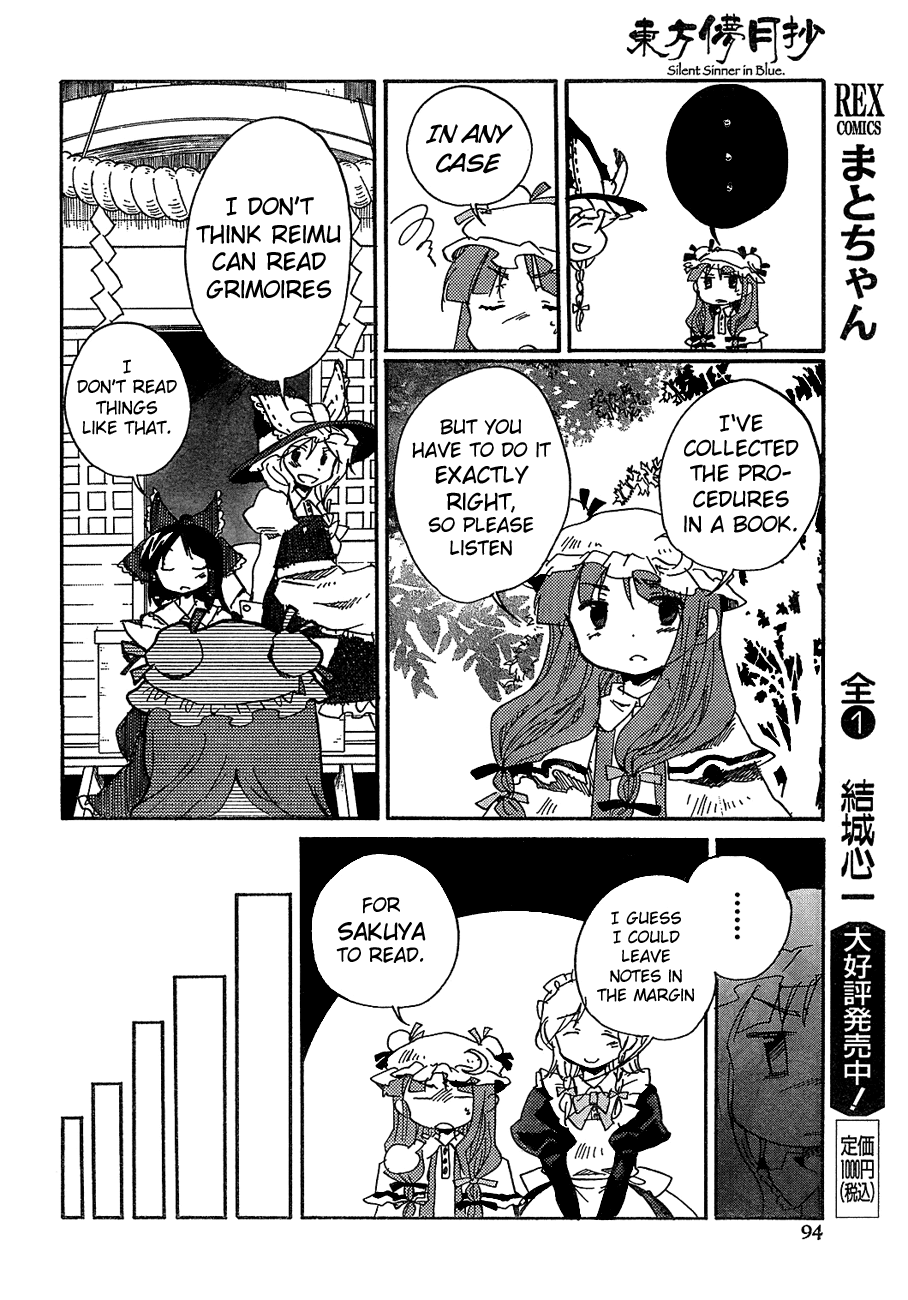 東方儚月抄
Silent Sinner in Blue.
REX
COMICS
まとちゃん
全1
結城心一
大好評発売中!
定価
1000円
(税込)
...
IN ANY
CASE
I'VE
COLLECTED
THE PRO-
CEDURES
IN A BOOK.
BUT YOU
HAVE TO DO IT
EXACTLY
RIGHT,
SO PLEASE
LISTEN
I DON'T
THINK REIMU
CAN READ
GRIMOIRES
I
DON'T READ
THINGS
LIKE THAT.
......
I GUESS
I COULD
LEAVE
NOTES IN
THE MARGIN
FOR
SAKUYA
TO READ.
94